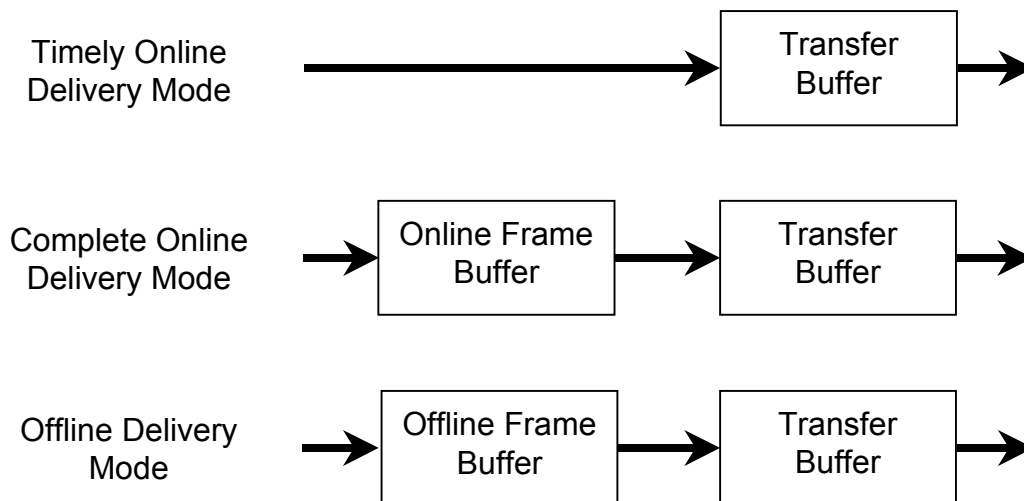 Timely Online
Delivery Mode
Transfer
Buffer
Complete Online
Delivery Mode
Online Frame
Buffer
Transfer
Buffer
Offline Delivery
Mode
Offline Frame
Buffer
Transfer
Buffer